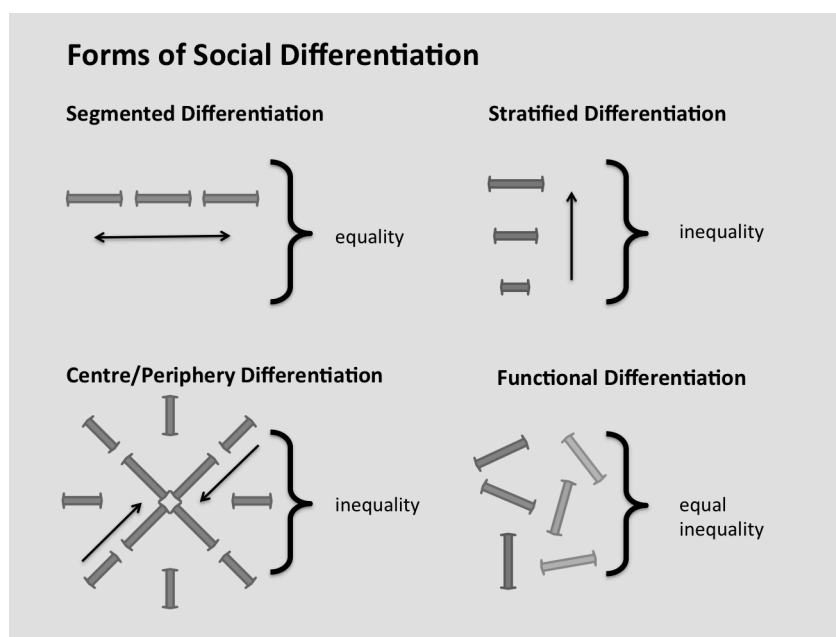 Forms of Social Differentiation
Segmented Differentiation
equality
Stratified Differentiation
inequality
Centre/Periphery Differentiation
inequality
Functional Differentiation
equal
inequality